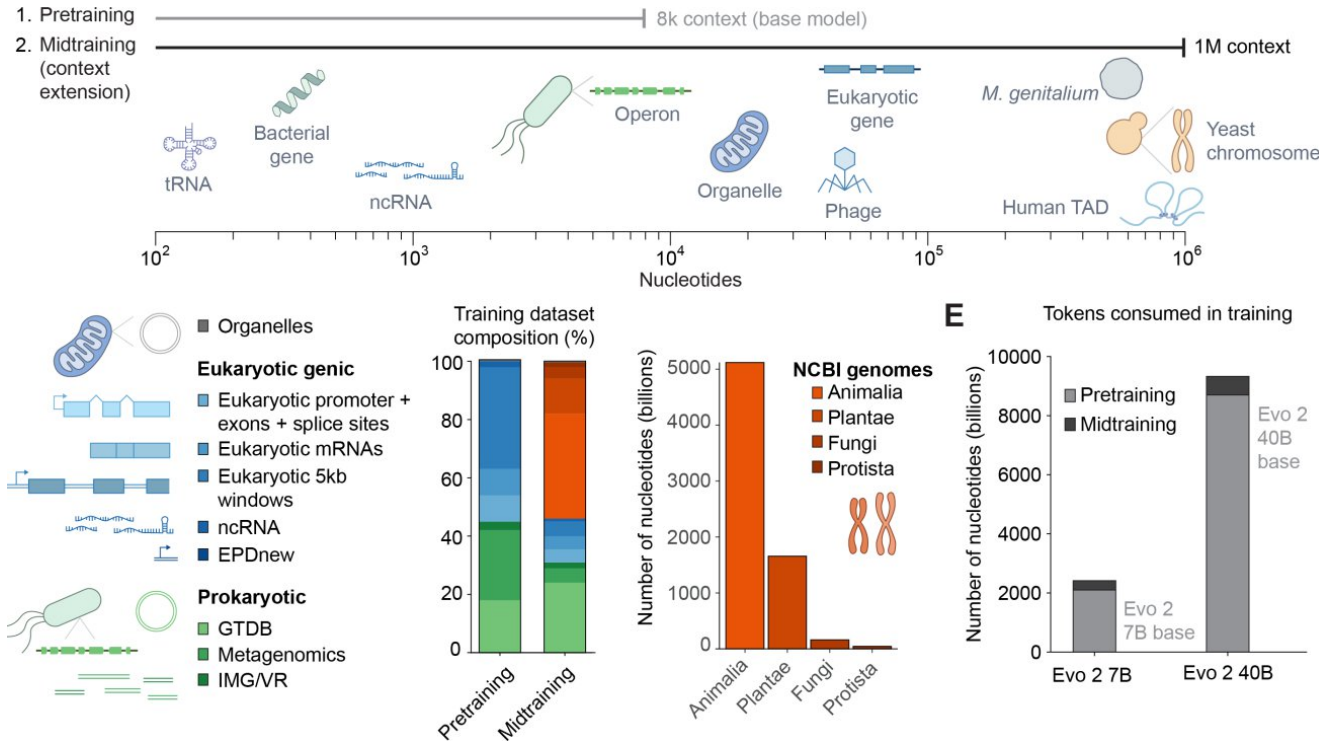 1. Pretraining
8k context (base model)
2. Midtraining
(context
extension)
1M context
tRNA
Bacterial
gene
ncRNA
Operon
Organelle
Eukaryotic
gene
Phage
M. genitalium
Yeast
chromosome
Human TAD
10²
10³
10⁴
10⁵
10⁶
Nucleotides
Organelles
Eukaryotic genic
Eukaryotic promoter +
exons + splice sites
Eukaryotic mRNAs
Eukaryotic 5kb
windows
ncRNA
EPDnew
Prokaryotic
GTDB
Metagenomics
IMG/VR
Training dataset
composition (%)
100
80
60
40
20
0
Pretraining
Midtraining
Number of nucleotides (billions)
5000
4000
3000
2000
1000
0
NCBI genomes
Animalia
Plantae
Fungi
Protista
Animalia
Plantae
Fungi
Protista
E
Tokens consumed in training
Number of nucleotides (billions)
10000
8000
6000
4000
2000
0
Pretraining
Midtraining
Evo 2
40B
base
Evo 2
7B base
Evo 2 7B
Evo 2 40B